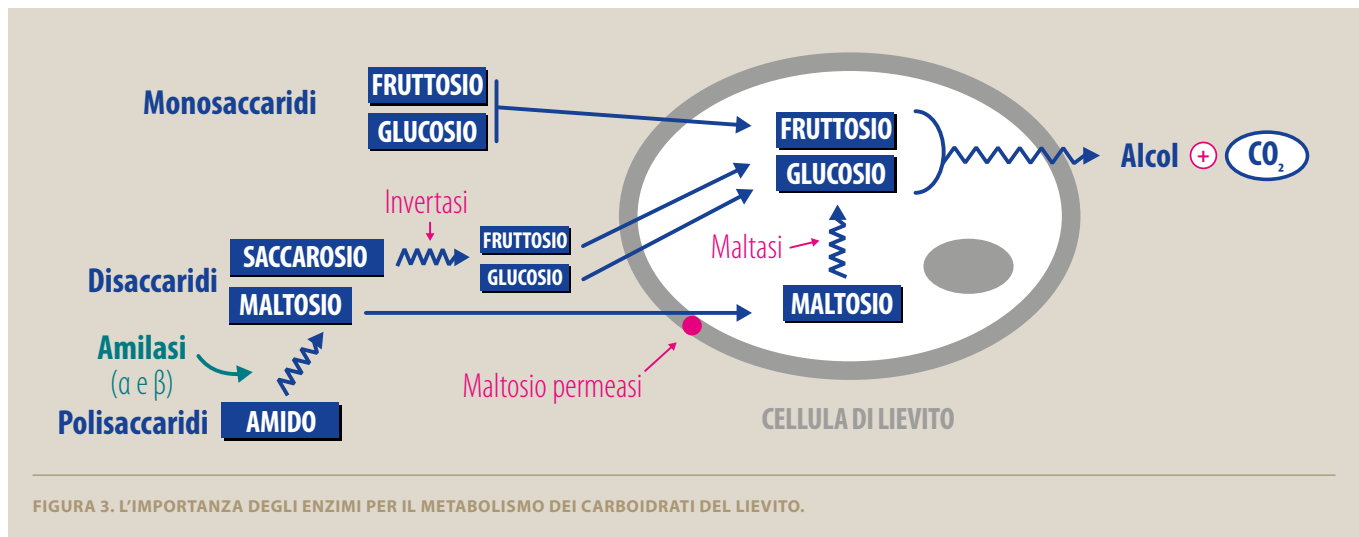 Monosaccaridi
FRUTTOSIO
GLUCOSIO
FRUTTOSIO
GLUCOSIO
Alcol + CO₂
Invertasi
Disaccaridi
SACCAROSIO
MALTOSIO
FRUTTOSIO
GLUCOSIO
Maltasi
MALTOSIO
Amilasi
(α e β)
Maltosio permeasi
Polisaccaridi
AMIDO
CELLULA DI LIEVITO
FIGURA 3. L’IMPORTANZA DEGLI ENZIMI PER IL METABOLISMO DEI CARBOIDRATI DEL LIEVITO.